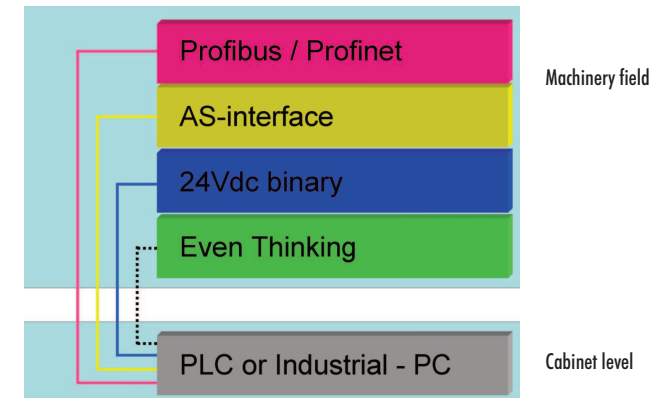 Profibus / Profinet
Machinery field
AS-interface
24Vdc binary
Even Thinking
PLC or Industrial - PC
Cabinet level